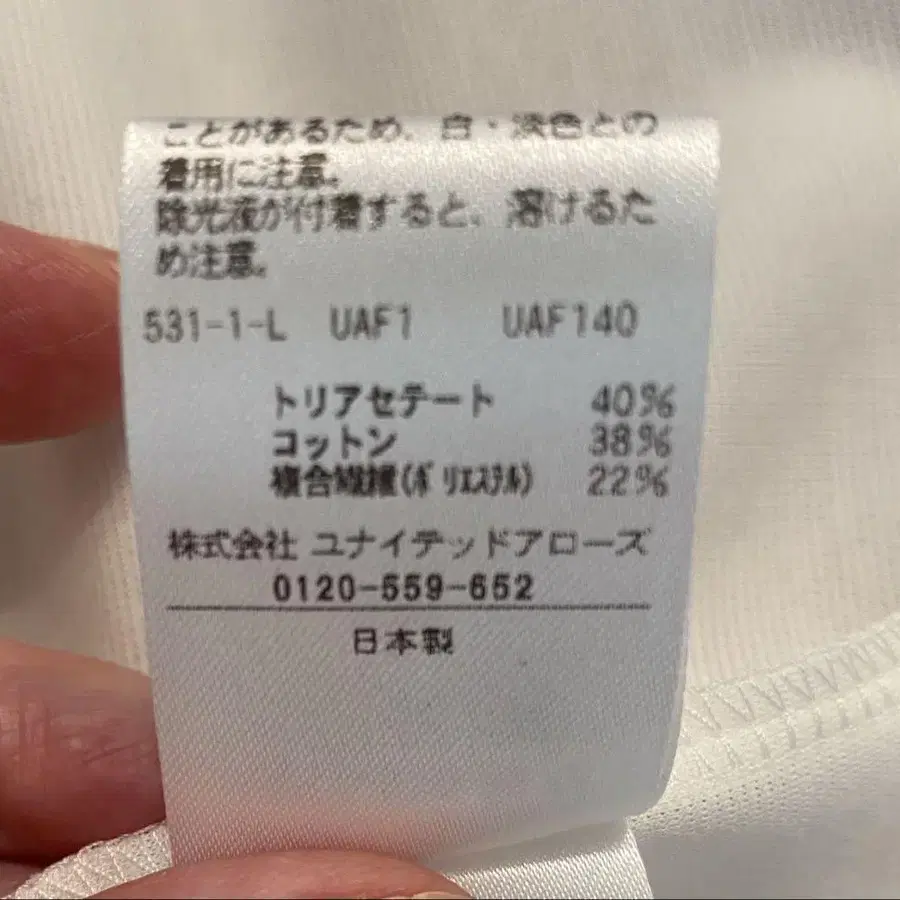 ことがあるため、白・淡色との
着用に注意。
除光液が付着すると、溶けるた
め注意。
531-1-L UAF1 UAF140
トリアセテート 40%
コットン 38%
複合繊維(ポリエステル) 22%
株式会社 ユナイテッドアローズ
0120-559-652
日本製